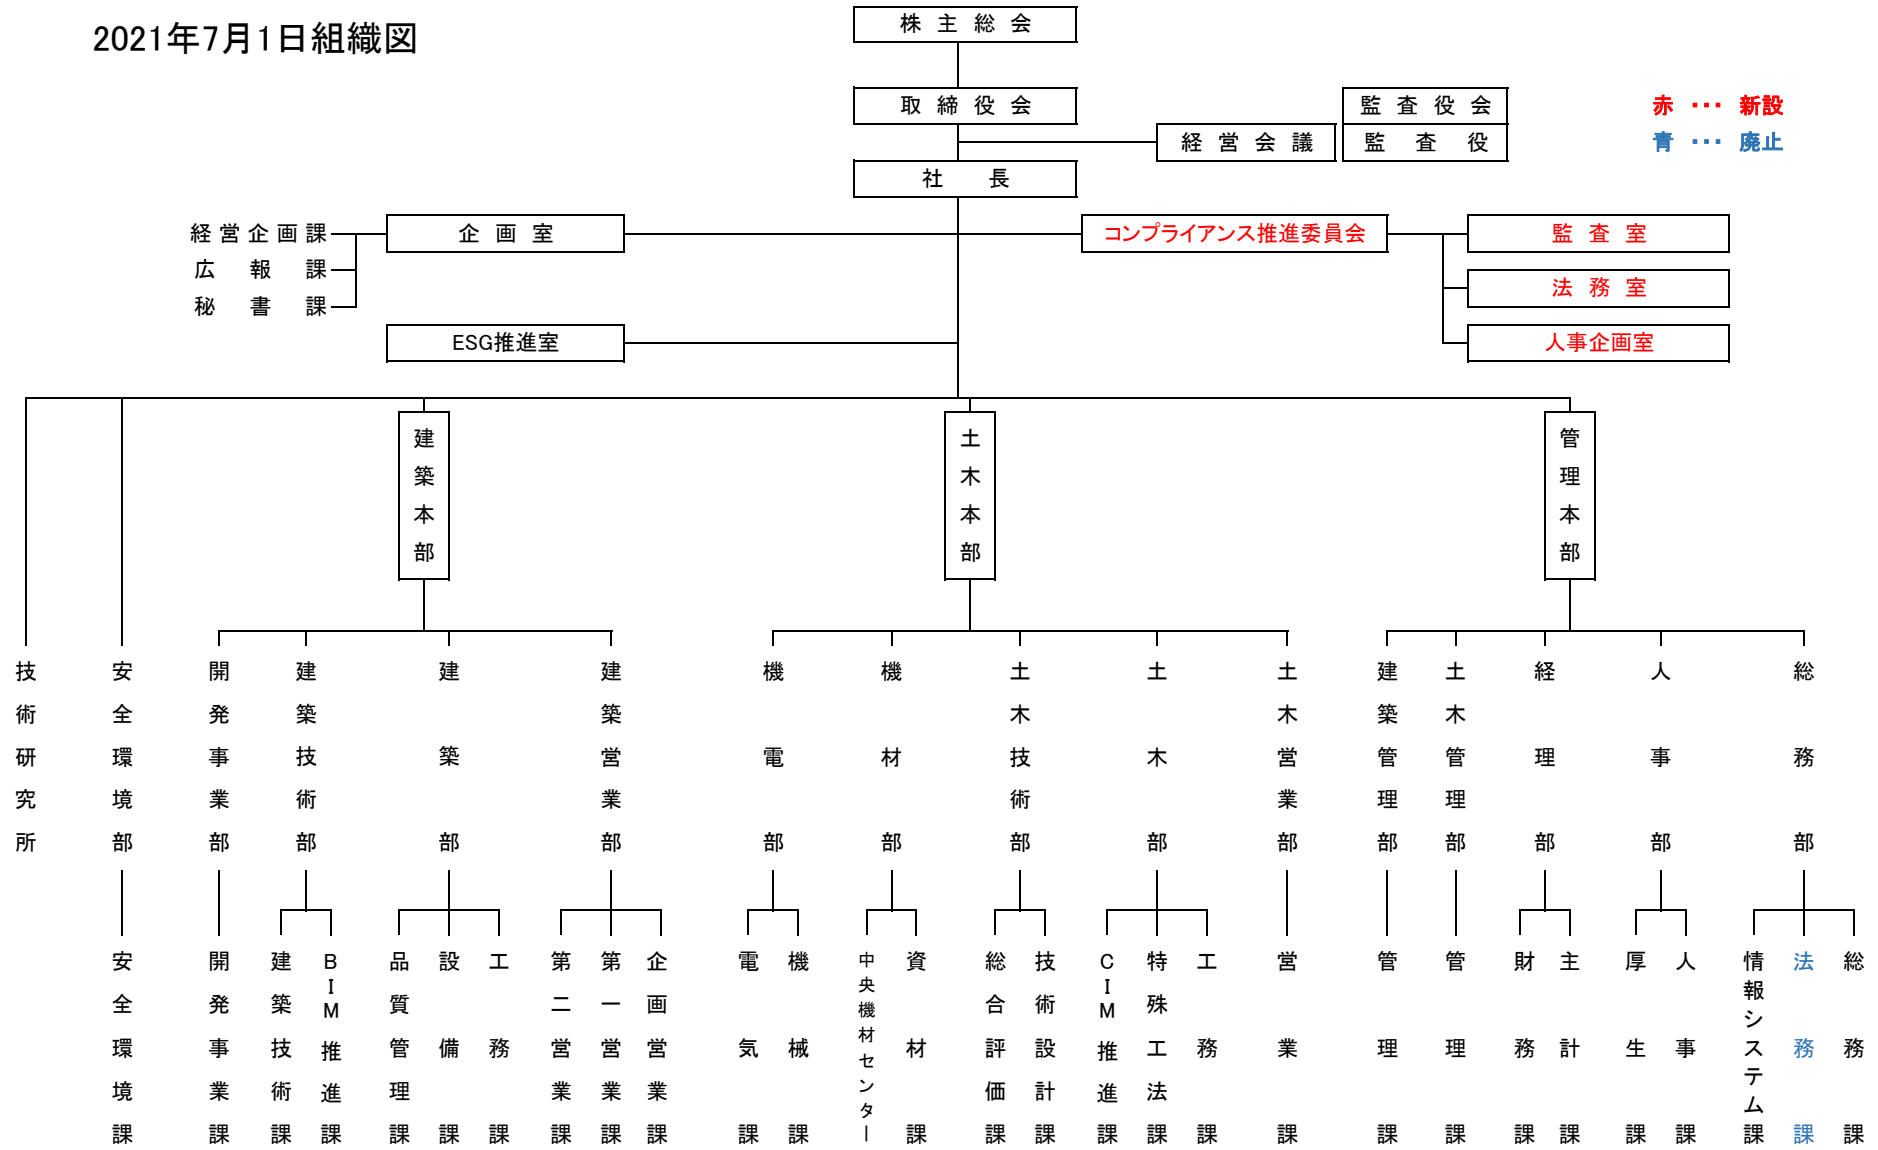 2021年7月1日組織図
株主総会
取締役会
監査役会
経営会議
監査役
赤 ・・・ 新設
青 ・・・ 廃止
社長
経営企画課
広報課
秘書課
企画室
コンプライアンス推進委員会
監査室
法務室
人事企画室
ESG推進室
建築本部
土木本部
管理本部
技術研究所
安全環境部
開発事業部
建築技術部
建築部
建築営業部
機電部
機材部
土木技術部
土木部
土木営業部
建築管理部
土木管理部
経理部
人事部
総務部
安全環境課
開発事業課
建築技術課
BIM推進課
品質管理課
設備課
工務課
第二営業課
第一営業課
企画営業課
電気課
機械課
中央機材センター
資材課
総合評価課
技術設計課
CIM推進課
特殊工法課
工務課
営業課
管理課
管理課
財務課
主計課
厚生課
人事課
情報システム課
法務課
総務課